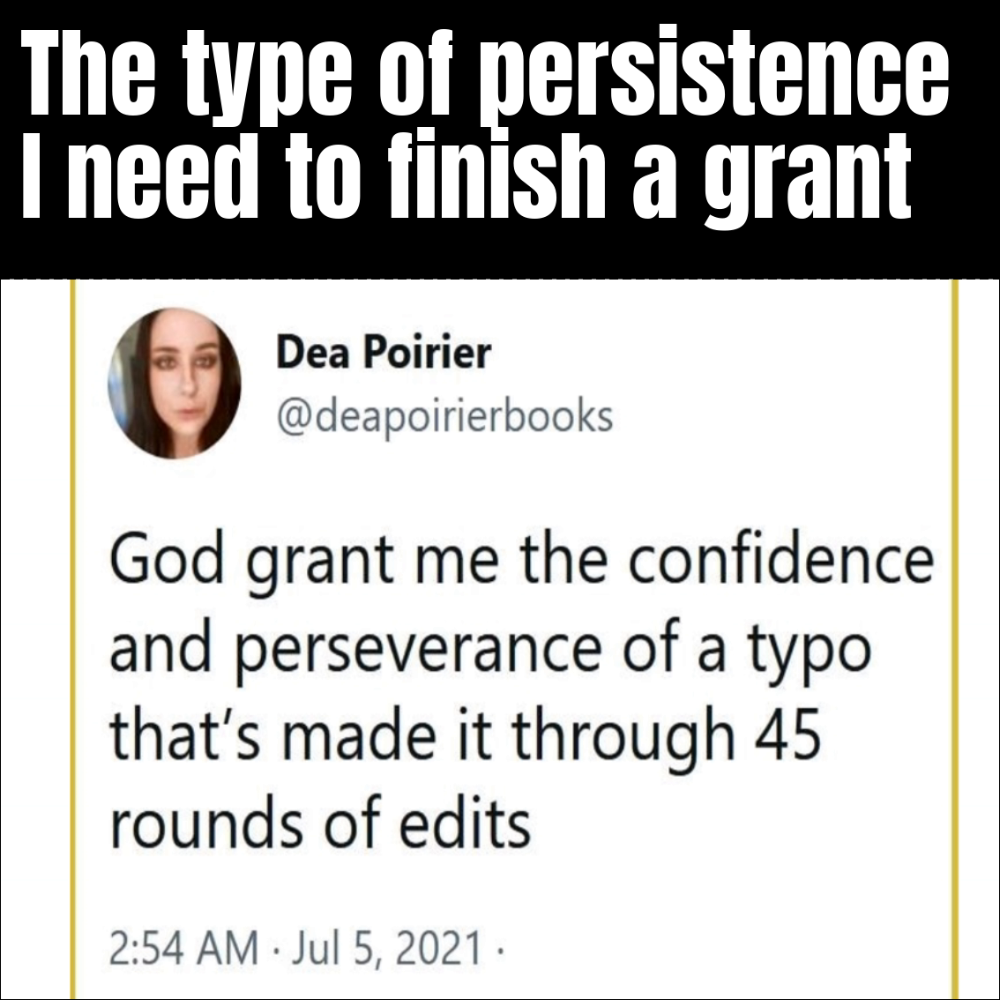 The type of persistence
I need to finish a grant
Dea Poirier
@deapoirierbooks
God grant me the confidence
and perseverance of a typo
that’s made it through 45
rounds of edits
2:54 AM · Jul 5, 2021 ·